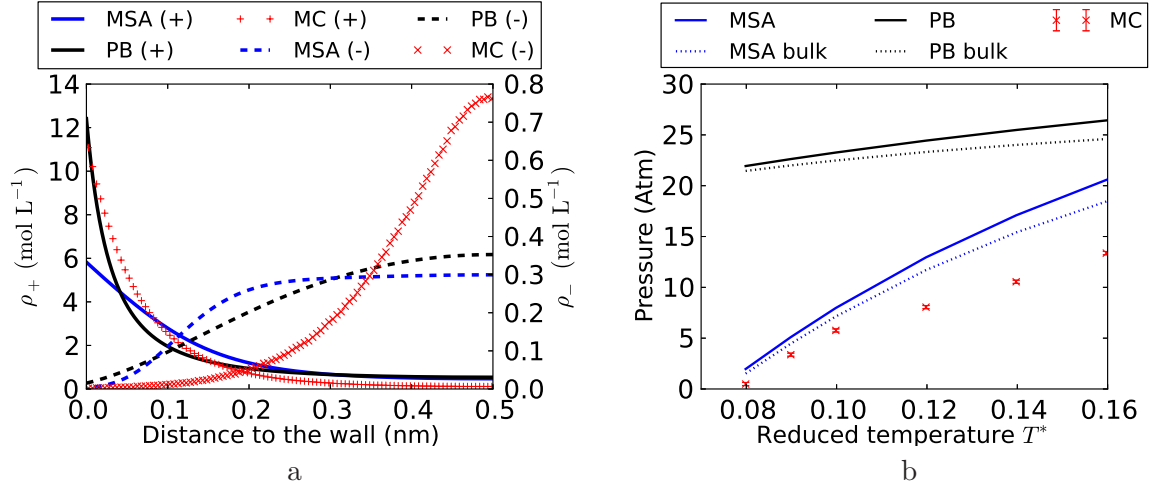 MSA (+) MC (+) PB (-)
PB (+) MSA (-) MC (-)
14
12
10
8
6
4
2
0
ρ+ (mol L−1)
0.8
0.7
0.6
0.5
0.4
0.3
0.2
0.1
0.0
ρ− (mol L−1)
0.0 0.1 0.2 0.3 0.4 0.5
Distance to the wall (nm)
a
MSA PB MC
MSA bulk PB bulk
30
25
20
15
10
5
0
Pressure (Atm)
0.08 0.10 0.12 0.14 0.16
Reduced temperature T*
b